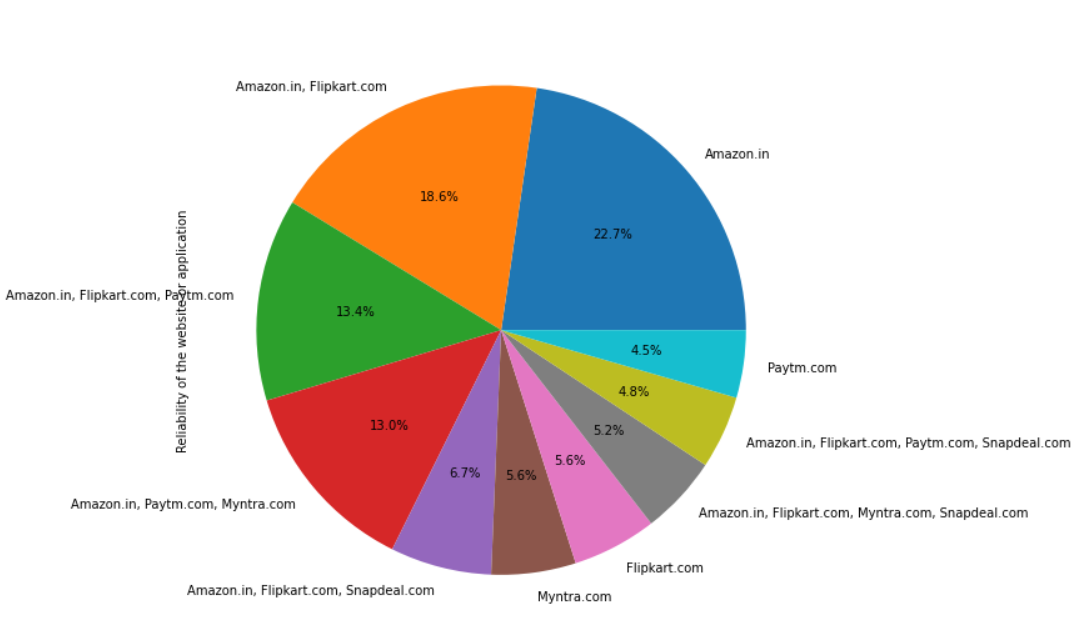 Amazon.in, Flipkart.com
Amazon.in
18.6%
22.7%
Reliability of the website or application
Amazon.in, Flipkart.com, Paytm.com
13.4%
4.5%
Paytm.com
4.8%
13.0%
5.2%
Amazon.in, Flipkart.com, Paytm.com, Snapdeal.com
6.7%
5.6%
5.6%
Amazon.in, Paytm.com, Myntra.com
Amazon.in, Flipkart.com, Myntra.com, Snapdeal.com
Flipkart.com
Amazon.in, Flipkart.com, Snapdeal.com
Myntra.com